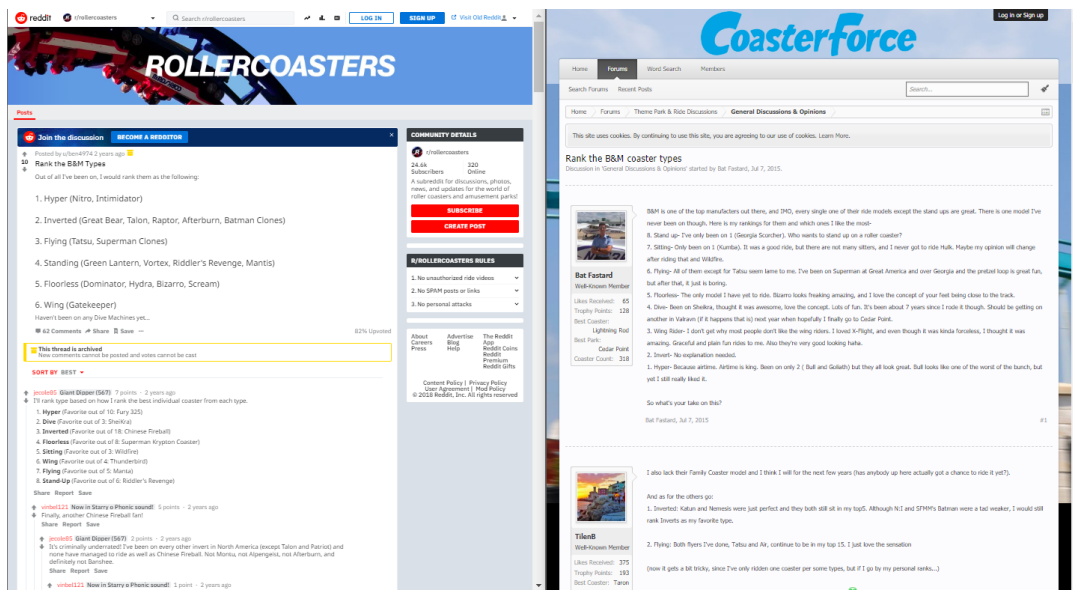 reddit
r/rollercoasters
Search r/rollercoasters
LOG IN
SIGN UP
Visit Old Reddit
ROLLERCOASTERS
Posts
Join the discussion BECOME A REDDITOR
Posted by u/len4974 2 years ago
10
Rank the B&M Types
Out of all I've been on, I would rank them as the following:
1. Hyper (Nitro, Intimidator)
2. Inverted (Great Bear, Talon, Raptor, Afterburn, Batman Clones)
3. Flying (Tatsu, Superman Clones)
4. Standing (Green Lantern, Vortex, Riddler's Revenge, Mantis)
5. Floorless (Dominator, Hydra, Bizarro, Scream)
6. Wing (Gatekeeper)
Haven't been on any Dive Machines yet...
62 Comments Share Save ...
82% Upvoted
This thread is archived
New comments cannot be posted and votes cannot be cast
SORT BY BEST
jecole85 Giant Dipper (567) 7 points · 2 years ago
I'll rank type based on how I rank the best individual coaster from each type.
1. Hyper (Favorite out of 10: Fury 325)
2. Dive (Favorite out of 3: SheiKra)
3. Inverted (Favorite out of 18: Chinese Fireball)
4. Floorless (Favorite out of 8: Superman Krypton Coaster)
5. Sitting (Favorite out of 3: Wildfire)
6. Wing (Favorite out of 4: Thunderbird)
7. Flying (Favorite out of 5: Manta)
8. Stand-Up (Favorite out of 6: Riddler's Revenge)
Share Report Save
vinbel121 Now in Starry o Phonic sound! 5 points · 2 years ago
Finally, another Chinese Fireball fan!
Share Report Save
jecole85 Giant Dipper (567) 2 points · 2 years ago
It's criminally underrated! I've been on every other invert in North America (except Talon and Patriot) and
none have managed to ride as well as Chinese Fireball. Not Montu, not Alpengeist, not Afterburn, and
definitely not Banshee.
Share Report Save
vinbel121 Now in Starry o Phonic sound! 1 point · 2 years ago
COMMUNITY DETAILS
r/rollercoasters
24.6k
Subscribers
320
Online
A subreddit for discussions, photos,
news, and updates for the world of
roller coasters and amusement parks!
SUBSCRIBE
CREATE POST
R/ROLLERCOASTERS RULES
1. No unauthorized ride videos
2. No SPAM posts or links
3. No personal attacks
About
Careers
Press
Advertise
Blog
Help
The Reddit
App
Reddit Coins
Reddit
Premium
Reddit Gifts
Content Policy | Privacy Policy
User Agreement | Mod Policy
© 2018 Reddit, Inc. All rights reserved
Log in or Sign up
CoasterForce
Home
Forums
Word Search
Members
Search Forums
Recent Posts
Search...
Home
Forums
Theme Park & Ride Discussions
General Discussions & Opinions
This site uses cookies. By continuing to use this site, you are agreeing to our use of cookies. Learn More.
Rank the B&M coaster types
Discussion in 'General Discussions & Opinions' started by Bat Fastard, Jul 7, 2015.
Bat Fastard
Well-Known Member
Likes Received: 65
Trophy Points: 128
Best Coaster:
Lightning Rod
Best Park:
Cedar Point
Coaster Count: 318
B&M is one of the top manufacters out there, and IMO, every single one of their ride models except the stand ups are great. There is one model I've
never been on though. Here is my rankings for them and which ones I like the most-
8. Stand up- I've only been on 1 (Georgia Scorcher). Who wants to stand up on a roller coaster?
7. Sitting- Only been on 1 (Kumba). It was a good ride, but there are not many sitters, and I never got to ride Hulk. Maybe my opinion will change
after riding that and Wildfire.
6. Flying- All of them except for Tatsu seem lame to me. I've been on Superman at Great America and over Georgia and the pretzel loop is great fun,
but after that, it just is boring.
5. Floorless- The only model I have yet to ride. Bizarro looks freaking amazing, and I love the concept of your feet being close to the track.
4. Dive- Been on Sheikra, thought it was awesome, love the concept. Lots of fun. It's been about 7 years since I rode it though. Should be getting on
another in Valravn (if it happens that is) next year when hopefully I finally go to Cedar Point.
3. Wing Rider- I don't get why most people don't like the wing riders. I loved X-Flight, and even though it was kinda forceless, I thought it was
amazing. Graceful and plain fun rides to me. Also they're very good looking haha.
2. Invert- No explanation needed.
1. Hyper- Because airtime. Airtime is king. Been on only 2 ( Bull and Goliath) but they all look great. Bull looks like one of the worst of the bunch, but
yet I still really liked it.
So what's your take on this?
Bat Fastard, Jul 7, 2015
#1
TilenB
Well-Known Member
Likes Received: 375
Trophy Points: 193
Best Coaster: Taron
I also lack their Family Coaster model and I think I will for the next few years (has anybody up here actually got a chance to ride it yet?).
And as for the others go:
1. Inverted: Katun and Nemesis were just perfect and they both still sit in my top5. Although N:I and SFMM's Batman were a tad weaker, I would still
rank Inverts as my favorite type.
2. Flying: Both flyers I've done, Tatsu and Air, continue to be in my top 15. I just love the sensation
(now it gets a bit tricky, since I've only ridden one coaster per some types, but if I go by my personal ranks...)